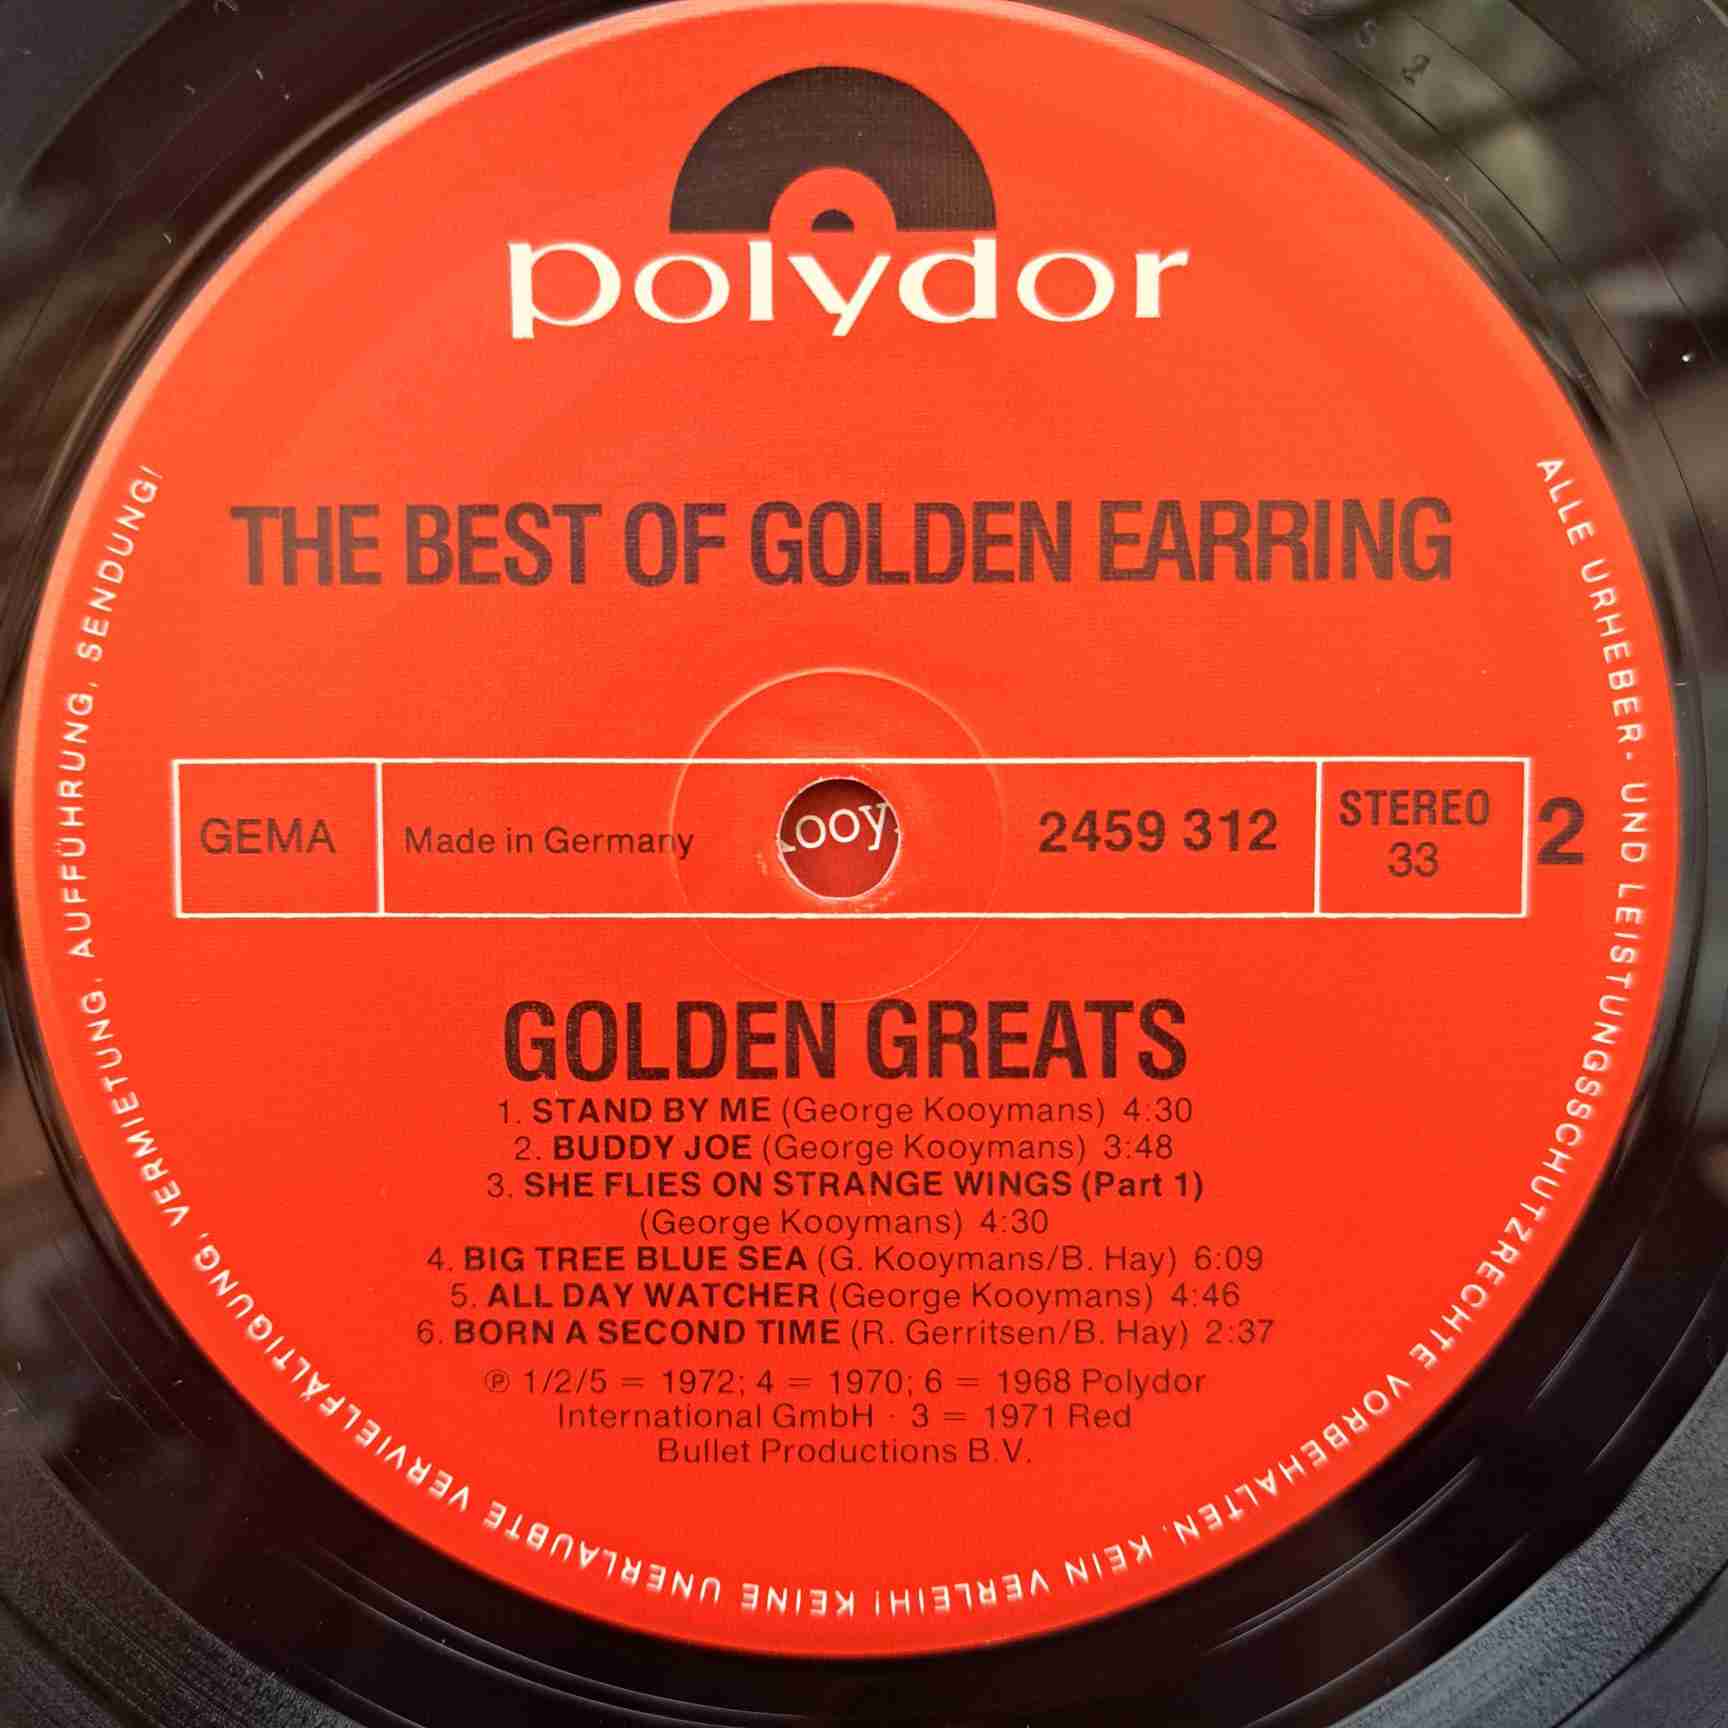 polydor
THE BEST OF GOLDEN EARRING
GEMA
Made in Germany
ooy
2459 312
STEREO
33
2
GOLDEN GREATS
1. STAND BY ME (George Kooymans) 4:30
2. BUDDY JOE (George Kooymans) 3:48
3. SHE FLIES ON STRANGE WINGS (Part 1)
(George Kooymans) 4:30
4. BIG TREE BLUE SEA (G. Kooymans/B. Hay) 6:09
5. ALL DAY WATCHER (George Kooymans) 4:46
6. BORN A SECOND TIME (R. Gerritsen/B. Hay) 2:37
℗ 1/2/5 = 1972; 4 = 1970; 6 = 1968 Polydor
International GmbH · 3 = 1971 Red
Bullet Productions B.V.
ALLE URHEBER- UND LEISTUNGSSCHUTZRECHTE VORBEHALTEN. KEIN VERLEIH! KEINE UNERLAUBTE VERVIELFÄLTIGUNG, VERMIETUNG, AUFFÜHRUNG, SENDUNG!